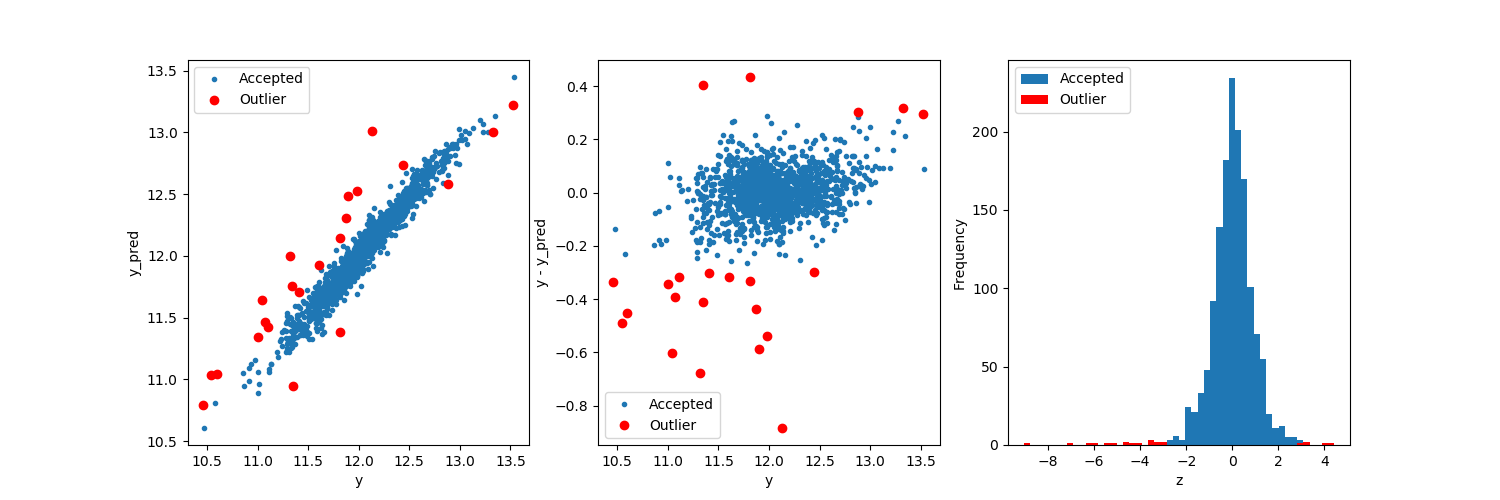 13.5
13.0
12.5
12.0
11.5
11.0
10.5
y_pred
Accepted
Outlier
10.5 11.0 11.5 12.0 12.5 13.0 13.5
y
0.4
0.2
0.0
−0.2
−0.4
−0.6
−0.8
y - y_pred
Accepted
Outlier
10.5 11.0 11.5 12.0 12.5 13.0 13.5
y
Accepted
Outlier
200
150
100
50
0
Frequency
−8 −6 −4 −2 0 2 4
z